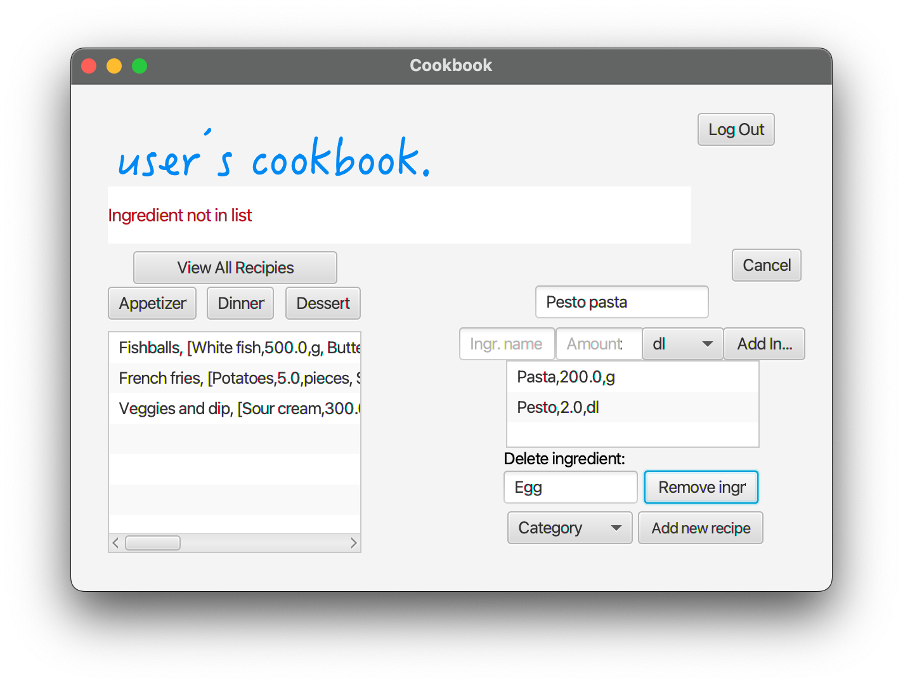 Cookbook
Log Out
user's cookbook.
Ingredient not in list
View All Recipies
Cancel
Appetizer Dinner Dessert
Pesto pasta
Ingr. name Amount: dl Add In...
Fishballs, [White fish,500.0,g, Butte
French fries, [Potatoes,5.0,pieces, S
Veggies and dip, [Sour cream,300.0
Pasta,200.0,g
Pesto,2.0,dl
Delete ingredient:
Egg Remove ingr
Category Add new recipe